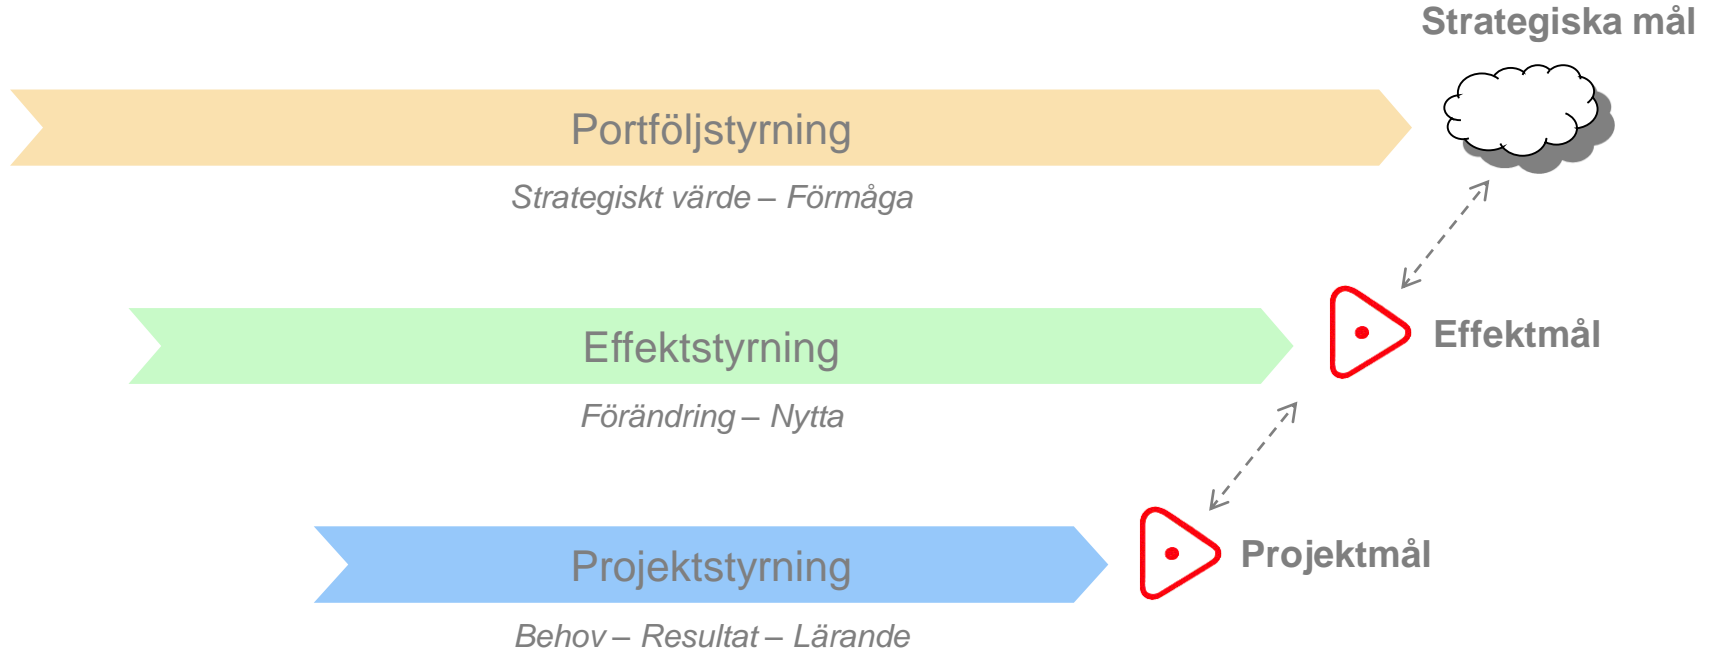 Strategiska mål
Portföljstyrning
Strategiskt värde – Förmåga
Effektstyrning
Effektmål
Förändring – Nytta
Projektstyrning
Projektmål
Behov – Resultat – Lärande